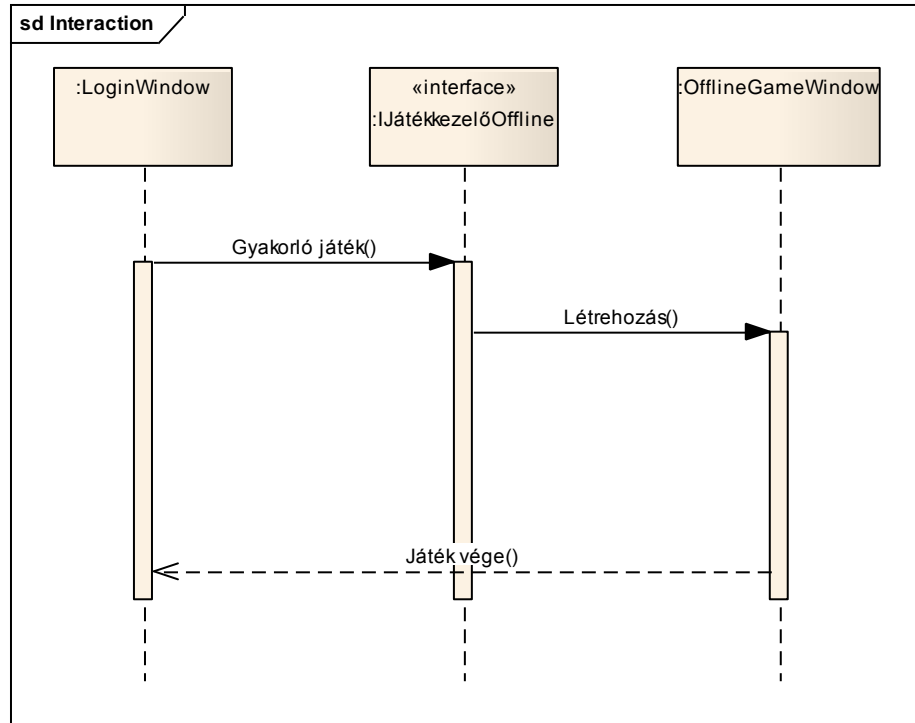 sd Interaction
:LoginWindow
«interface»
:IJátékkezelőOffline
:OfflineGameWindow
Gyakorló játék()
Létrehozás()
Játék vége()